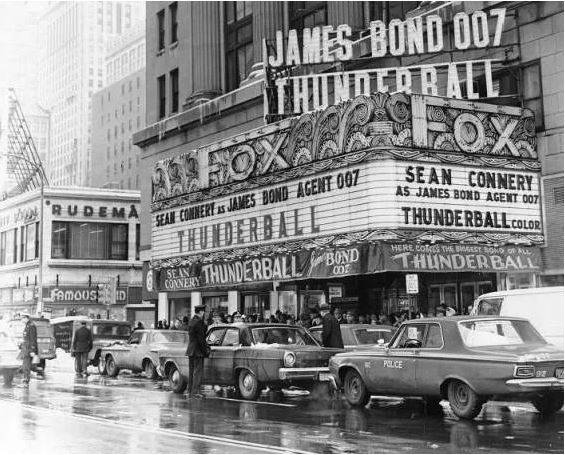 JAMES BOND 007
THUNDERBALL
FOX
FOX
SEAN CONNERY AS JAMES BOND AGENT 007
THUNDERBALL
SEAN CONNERY
AS JAMES BOND AGENT 007
THUNDERBALL COLOR
SEAN CONNERY
THUNDERBALL
James BOND 007
HERE COMES THE BIGGEST BOND OF ALL
THUNDERBALL
RUDEMA
FAMOUS
POLICE